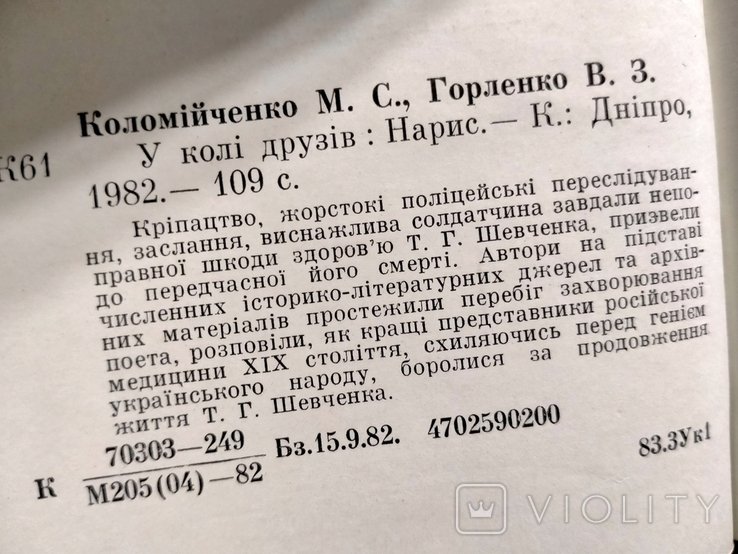 Коломійченко М. С., Горленко В. З.
К61 У колі друзів : Нарис.— К.: Дніпро,
1982.— 109 с.
Кріпацтво, жорстокі поліцейські переслідуван-
ня, заслання, виснажлива солдатчина завдали непо-
правної шкоди здоров'ю Т. Г. Шевченка, призвели
до передчасної його смерті. Автори на підставі
численних історико-літературних джерел та архів-
них матеріалів простежили перебіг захворювання
поета, розповіли, як кращі представники російської
медицини XIX століття, схиляючись перед генієм
українського народу, боролися за продовження
життя Т. Г. Шевченка.
К 70303—249 Бз.15.9.82. 4702590200
М205(04)—82
83.3Ук1
VIOLITY